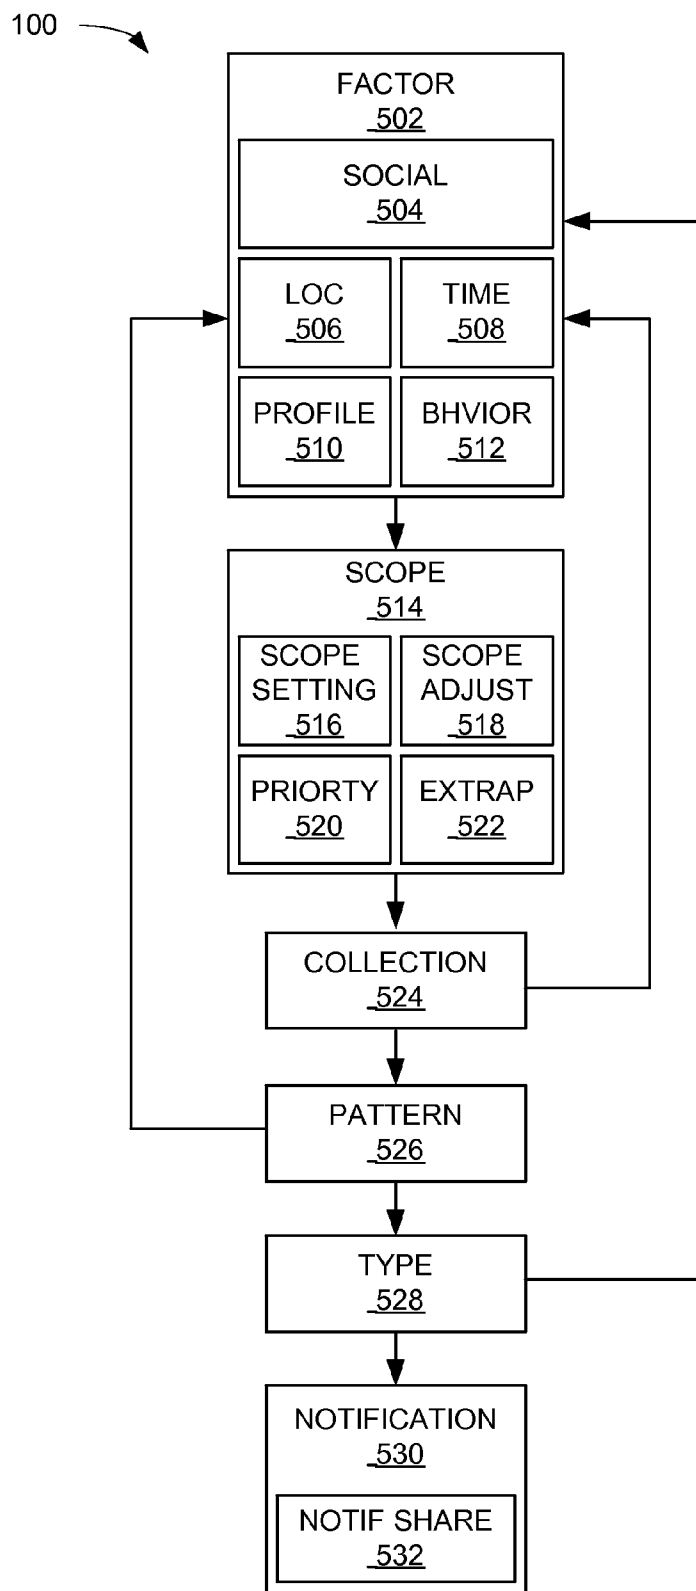 100
FACTOR
502
SOCIAL
504
LOC
506
TIME
508
PROFILE
510
BHVIOR
512
SCOPE
514
SCOPE
SETTING
516
SCOPE
ADJUST
518
PRIORTY
520
EXTRAP
522
COLLECTION
524
PATTERN
526
TYPE
528
NOTIFICATION
530
NOTIF SHARE
532